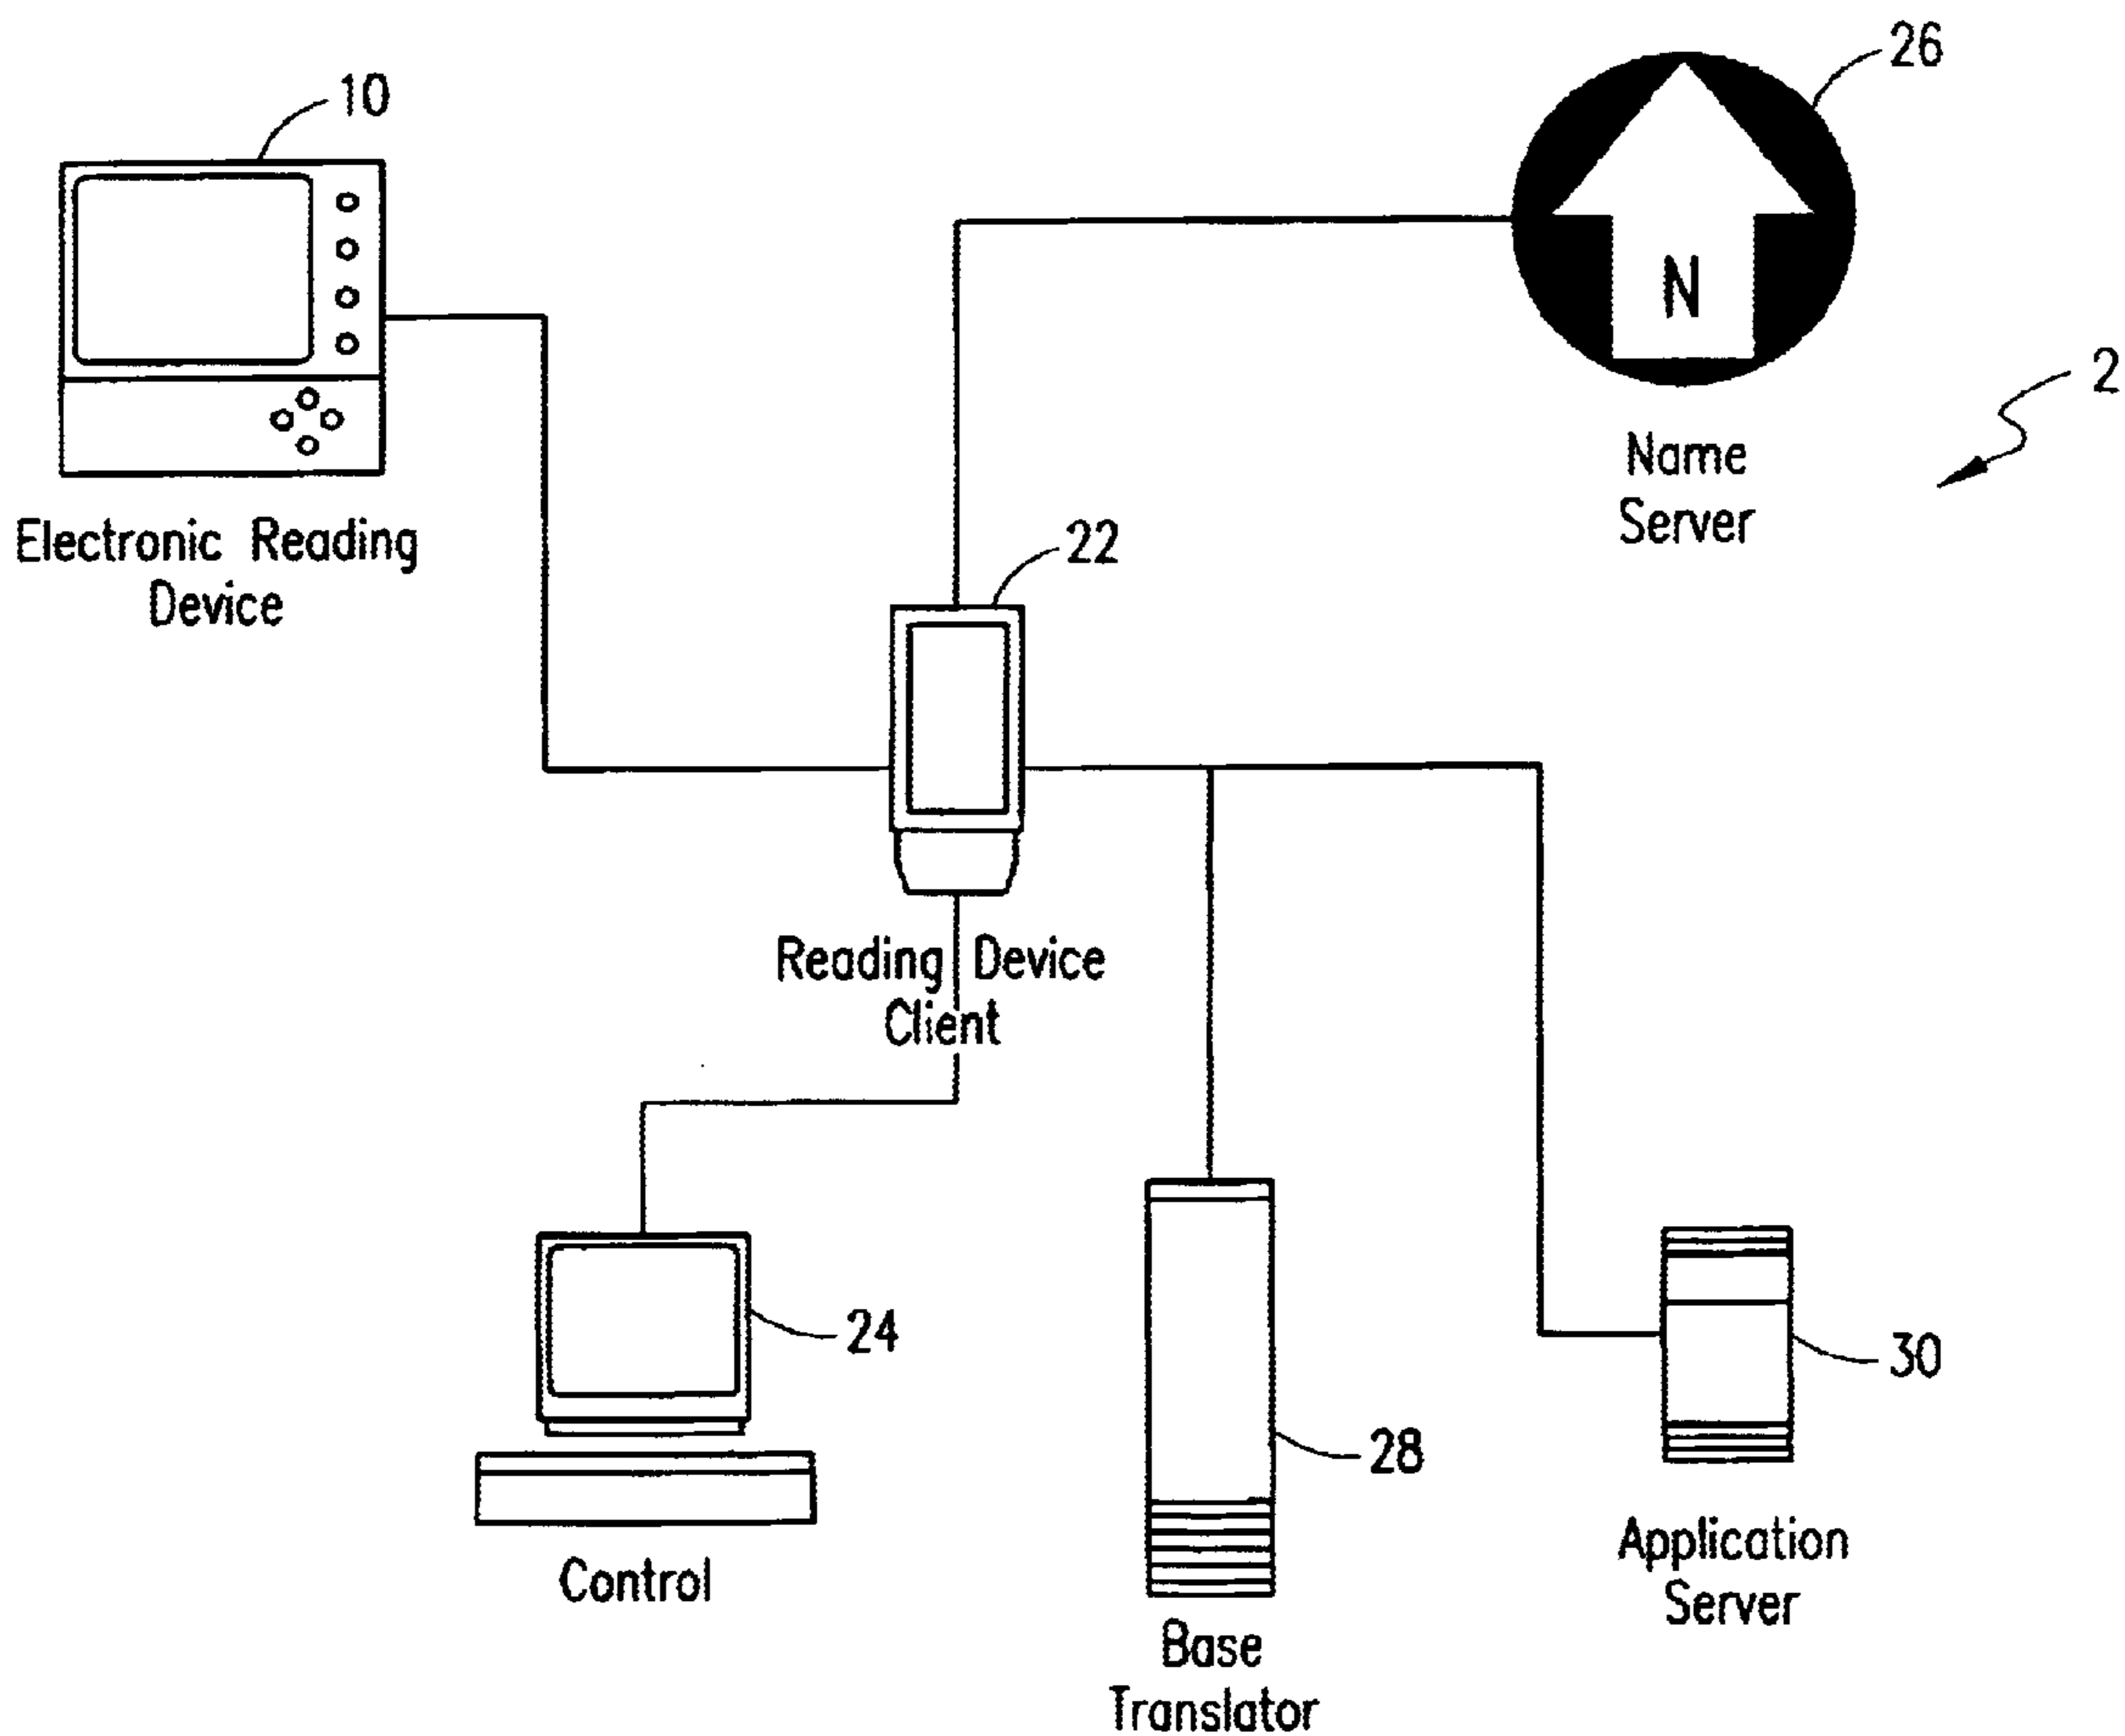 10
26
N
2
Name
Server
Electronic Reading
Device
22
Reading Device
Client
24
28
30
Control
Application
Server
Base
Translator